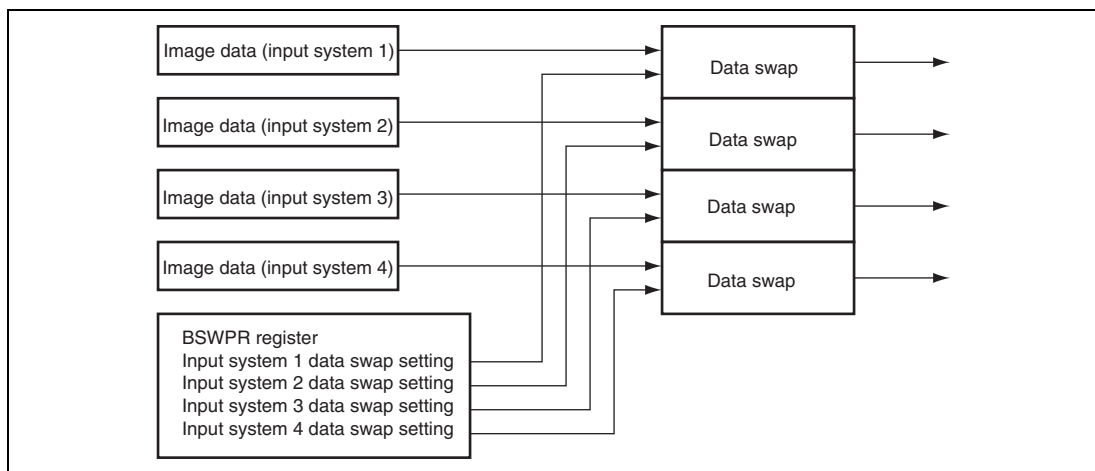 Image data (input system 1)
Data swap
Image data (input system 2)
Data swap
Image data (input system 3)
Data swap
Image data (input system 4)
Data swap
BSWPR register
Input system 1 data swap setting
Input system 2 data swap setting
Input system 3 data swap setting
Input system 4 data swap setting